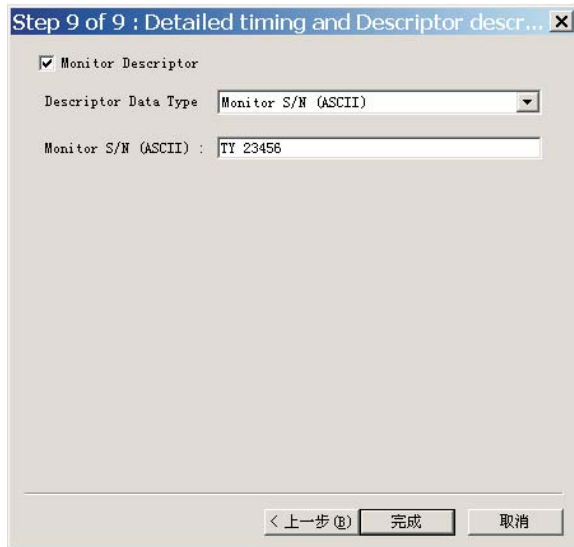 Step 9 of 9 : Detailed timing and Descriptor descr...
Monitor Descriptor
Descriptor Data Type Monitor S/N (ASCII)
Monitor S/N (ASCII) : TY 23456
< 上一步(B) 完成 取消